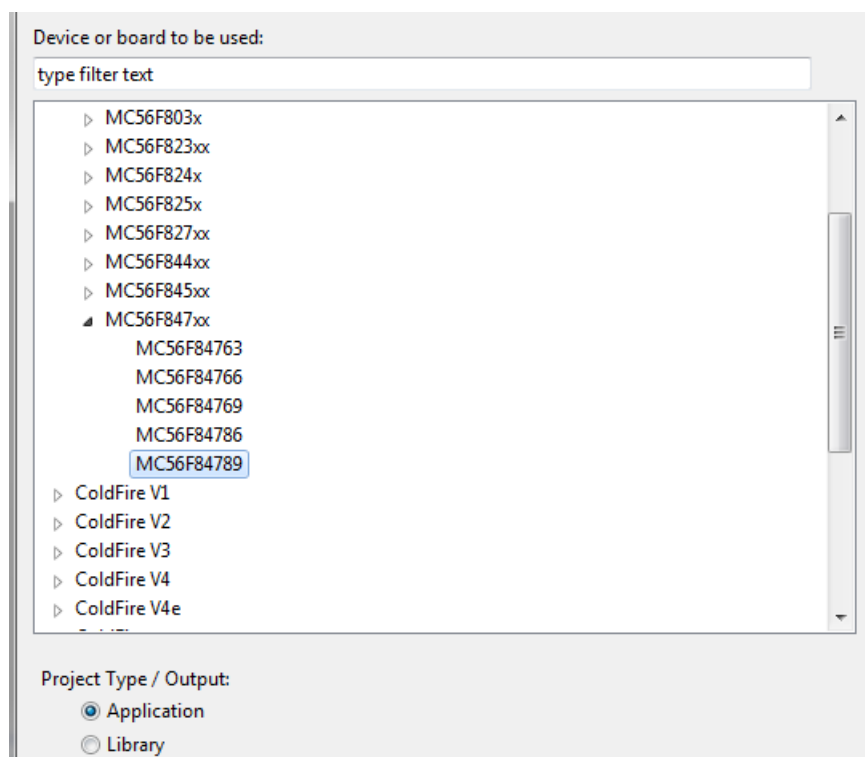 Device or board to be used:
type filter text
MC56F803x
MC56F823xx
MC56F824x
MC56F825x
MC56F827xx
MC56F844xx
MC56F845xx
MC56F847xx
MC56F84763
MC56F84766
MC56F84769
MC56F84786
MC56F84789
ColdFire V1
ColdFire V2
ColdFire V3
ColdFire V4
ColdFire V4e
Project Type / Output:
Application
Library